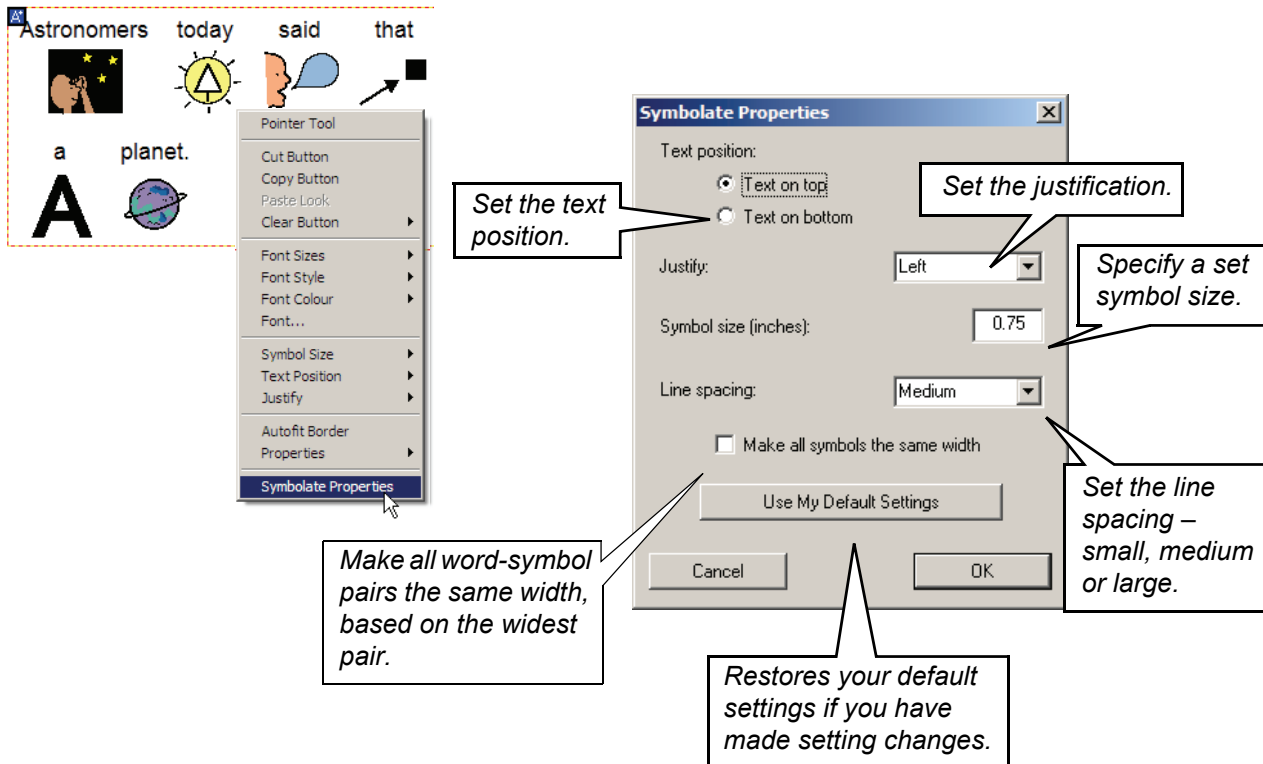 Astronomers today said that
a planet.
A
Pointer Tool
Cut Button
Copy Button
Paste Look
Clear Button
Font Sizes
Font Style
Font Colour
Font...
Symbol Size
Text Position
Justify
Autofit Border
Properties
Symbolate Properties
Symbolate Properties
Text position:
Text on top
Text on bottom
Justify:
Left
Symbol size (inches):
0.75
Line spacing:
Medium
Make all symbols the same width
Use My Default Settings
Cancel
OK
Set the text
position.
Set the justification.
Specify a set
symbol size.
Set the line
spacing –
small, medium
or large.
Make all word-symbol
pairs the same width,
based on the widest
pair.
Restores your default
settings if you have
made setting changes.